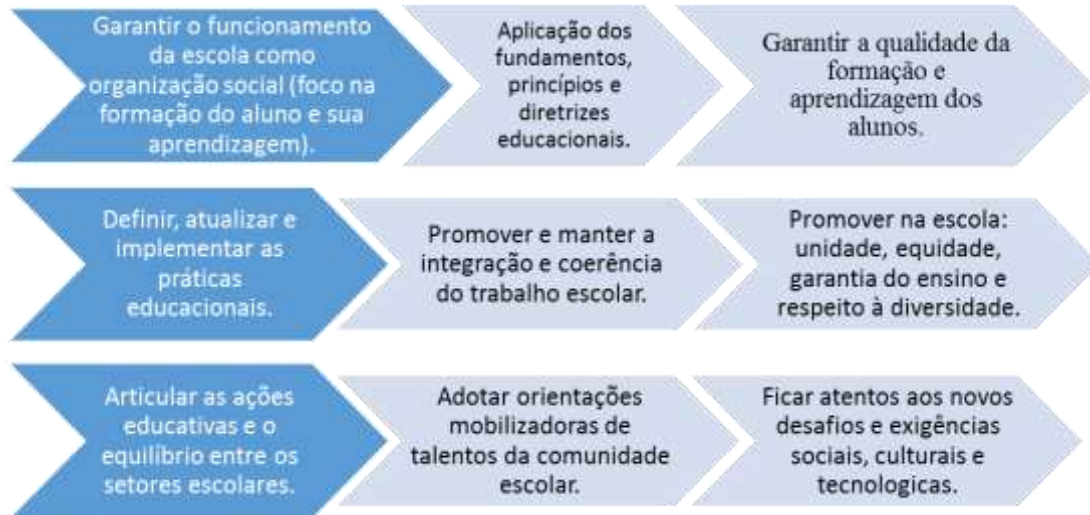 Garantir o funcionamento
da escola como
organização social (foco na
formação do aluno e sua
aprendizagem).
Aplicação dos
fundamentos,
princípios e
diretrizes
educacionais.
Garantir a qualidade da
formação e
aprendizagem dos
alunos.
Definir, atualizar e
implementar as
práticas
educacionais.
Promover e manter a
integração e coerência
do trabalho escolar.
Promover na escola:
unidade, equidade,
garantia do ensino e
respeito à diversidade.
Articular as ações
educativas e o
equilíbrio entre os
setores escolares.
Adotar orientações
mobilizadoras de
talentos da comunidade
escolar.
Ficar atentos aos novos
desafios e exigências
sociais, culturais e
tecnologicas.